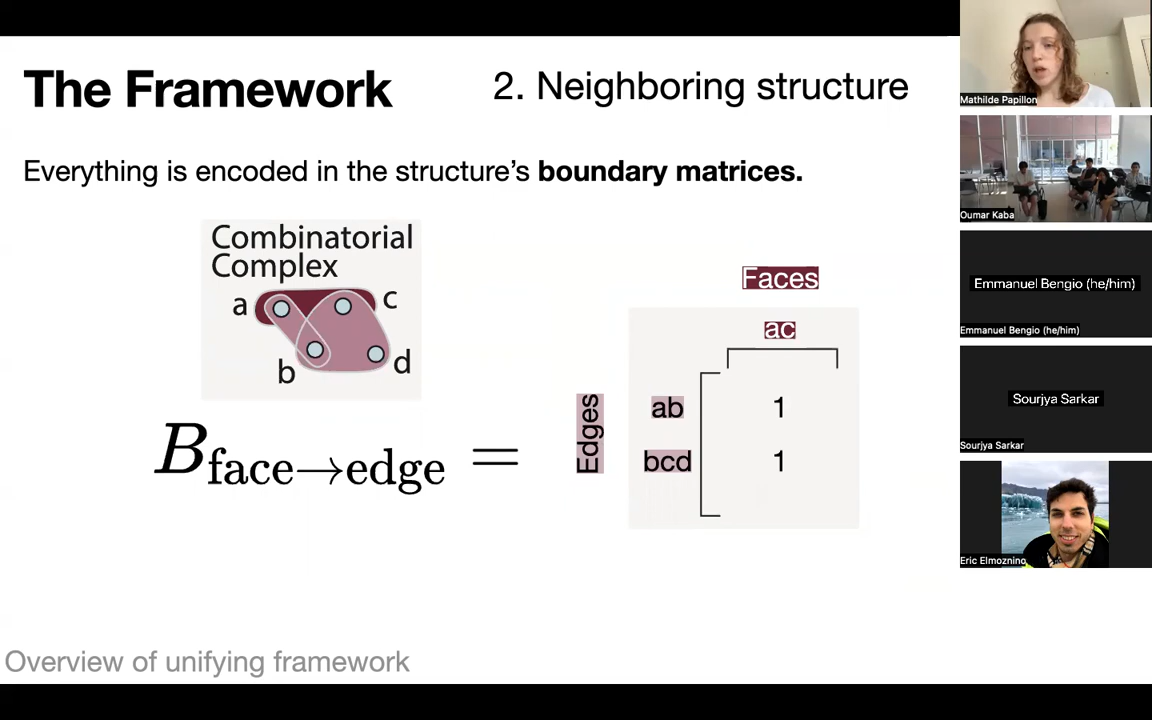 The Framework
2. Neighboring structure
Everything is encoded in the structure's boundary matrices.
Combinatorial
Complex
a
c
b
d
B face→edge =
Faces
ac
Edges
ab 1
bcd 1
Overview of unifying framework
Mathilde Papillon
Oumar Kaba
Emmanuel Bengio (he/him)
Emmanuel Bengio (he/him)
Sourjya Sarkar
Sourjya Sarkar
Eric Elmoznino